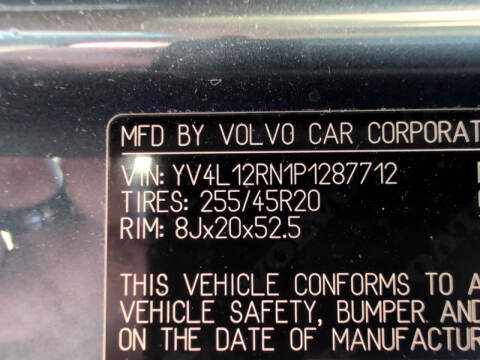 MFD BY VOLVO CAR CORPORAT
VIN: YV4L12RN1P1287712
TIRES: 255/45R20
RIM: 8Jx20x52.5
THIS VEHICLE CONFORMS TO A
VEHICLE SAFETY, BUMPER AND
ON THE DATE OF MANUFACTUR